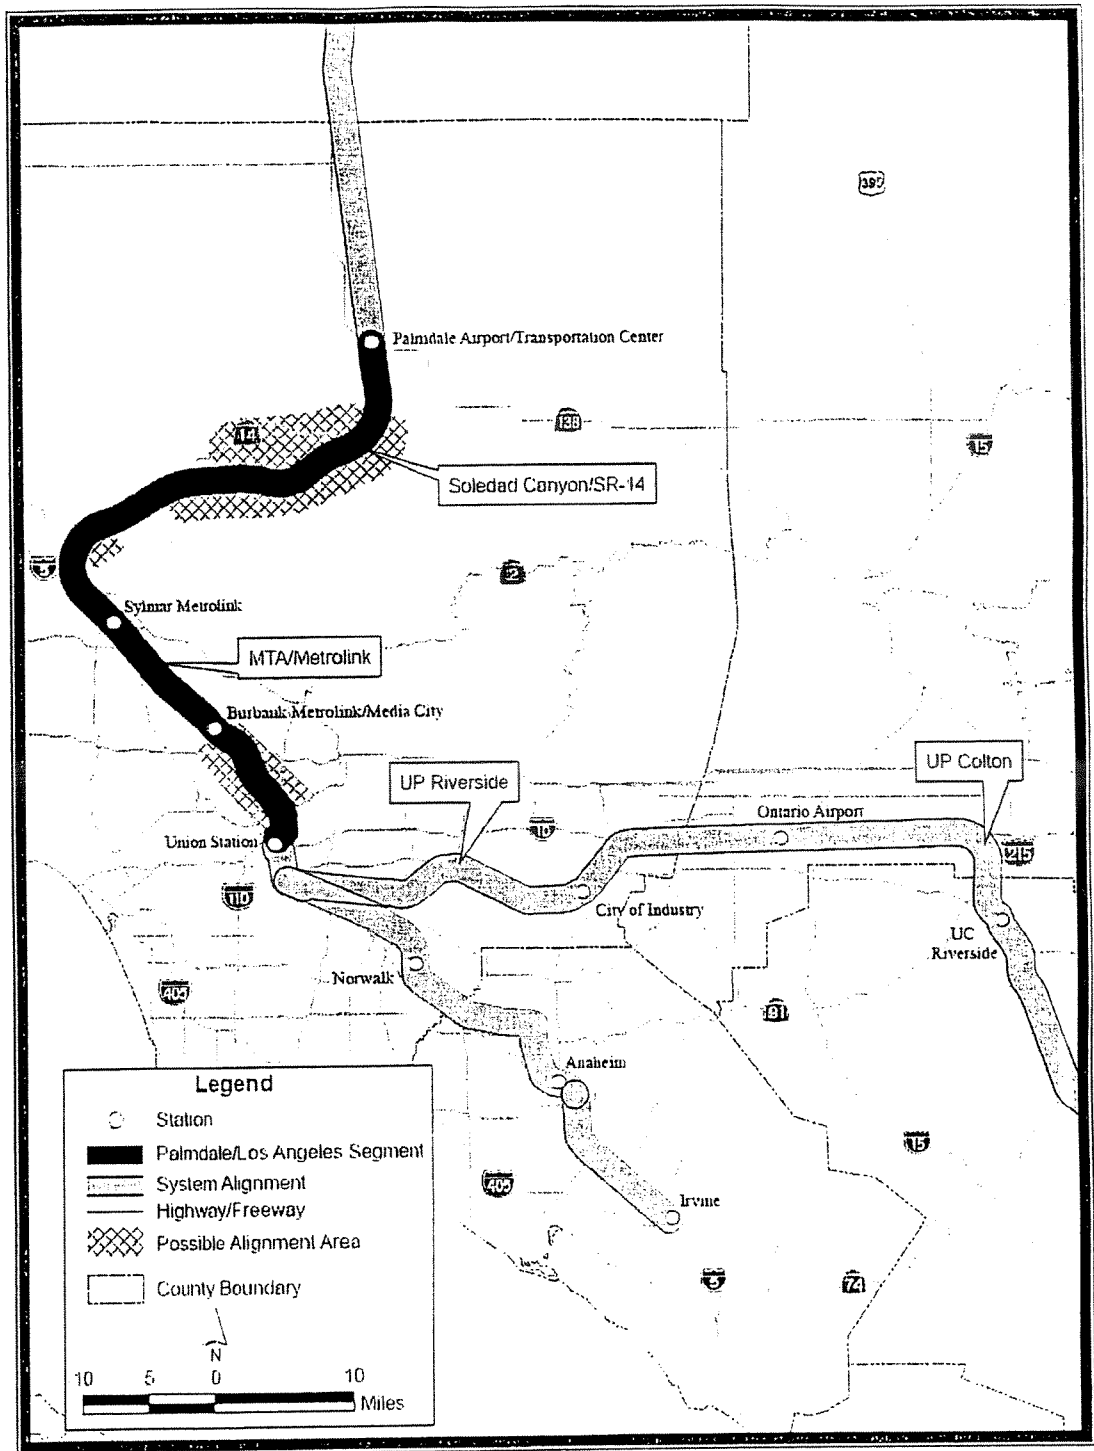 395
Palmdale Airport/Transportation Center
14
138
15
Soledad Canyon/SR-14
5
2
Sylmar Metrolink
MTA/Metrolink
Burbank Metrolink/Media City
UP Riverside
UP Colton
Ontario Airport
10
Union Station
215
110
City of Industry
UC
Riverside
Norwalk
405
91
Anaheim
15
405
Irvine
5
74
Legend
Station
Palmdale/Los Angeles Segment
System Alignment
Highway/Freeway
Possible Alignment Area
County Boundary
N
10 5 0 10
Miles